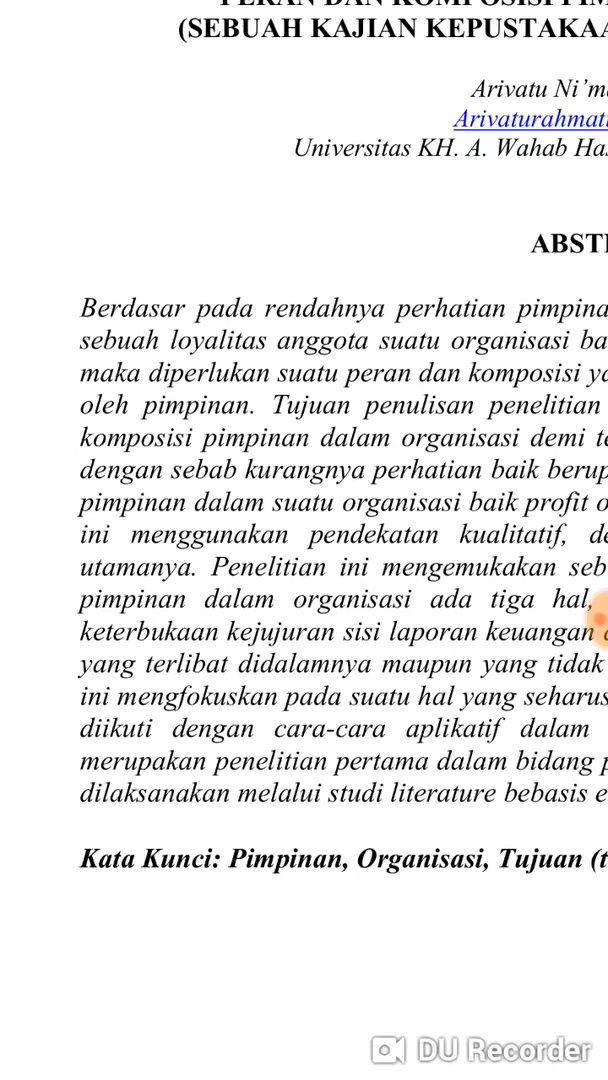 (SEBUAH KAJIAN KEPUSTAKAA
Arivatu Ni’m
Arivaturahmat
Universitas KH. A. Wahab Has
ABST
Berdasar pada rendahnya perhatian pimpina
sebuah loyalitas anggota suatu organisasi ba
maka diperlukan suatu peran dan komposisi ya
oleh pimpinan. Tujuan penulisan penelitian
komposisi pimpinan dalam organisasi demi te
dengan sebab kurangnya perhatian baik berup
pimpinan dalam suatu organisasi baik profit o
ini menggunakan pendekatan kualitatif, de
utamanya. Penelitian ini mengemukakan seb
pimpinan dalam organisasi ada tiga hal,
keterbukaan kejujuran sisi laporan keuangan
yang terlibat didalamnya maupun yang tidak
ini mengfokuskan pada suatu hal yang seharus
diikuti dengan cara-cara aplikatif dalam
merupakan penelitian pertama dalam bidang p
dilaksanakan melalui studi literature bebasis e
Kata Kunci: Pimpinan, Organisasi, Tujuan (t
DU Recorder